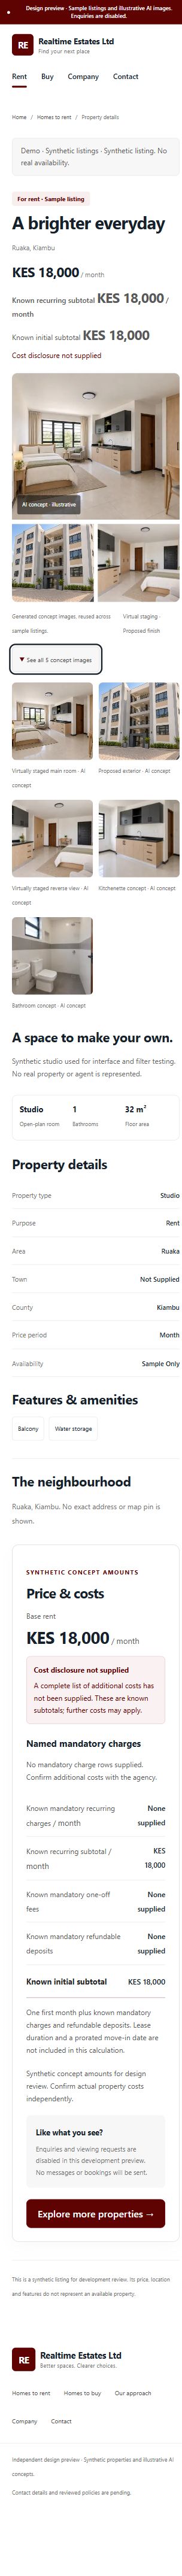 Design preview · Sample listings and illustrative AI images.
Enquiries are disabled.
RE
Realtime Estates Ltd
Find your next place
Rent
Buy
Company
Contact
Home / Homes to rent / Property details
Demo · Synthetic listings · Synthetic listing. No
real availability.
For rent · Sample listing
A brighter everyday
Ruaka, Kiambu
KES 18,000 / month
Known recurring subtotal KES 18,000 /
month
Known initial subtotal KES 18,000
Cost disclosure not supplied
AI concept · Illustrative
Generated concept images, reused across
sample listings.
Virtual staging ·
Proposed finish
▼ See all 5 concept images
Virtually staged main room · AI
concept
Proposed exterior · AI concept
Virtually staged reverse view · AI
concept
Kitchenette concept · AI concept
Bathroom concept · AI concept
A space to make your own.
Synthetic studio used for interface and filter testing.
No real property or agent is represented.
Studio
Open-plan room
1
Bathrooms
32 m²
Floor area
Property details
Property type Studio
Purpose Rent
Area Ruaka
Town Not Supplied
County Kiambu
Price period Month
Availability Sample Only
Features & amenities
Balcony
Water storage
The neighbourhood
Ruaka, Kiambu. No exact address or map pin is
shown.
SYNTHETIC CONCEPT AMOUNTS
Price & costs
Base rent
KES 18,000 / month
Cost disclosure not supplied
A complete list of additional costs has
not been supplied. These are known
subtotals; further costs may apply.
Named mandatory charges
No mandatory charge rows supplied.
Confirm additional costs with the agency.
Known mandatory recurring None
charges / month supplied
Known recurring subtotal / KES
month 18,000
Known mandatory one-off None
fees supplied
Known mandatory refundable None
deposits supplied
Known initial subtotal KES 18,000
One first month plus known mandatory
charges and refundable deposits. Lease
duration and a prorated move-in date are
not included in this calculation.
Synthetic concept amounts for design
review. Confirm actual property costs
independently.
Like what you see?
Enquiries and viewing requests are
disabled in this development preview.
No messages or bookings will be sent.
Explore more properties →
This is a synthetic listing for development review. Its price, location
and features do not represent an available property.
RE
Realtime Estates Ltd
Better spaces. Clearer choices.
Homes to rent
Homes to buy
Our approach
Company
Contact
Independent design preview · Synthetic properties and illustrative AI
concepts.
Contact details and reviewed policies are pending.